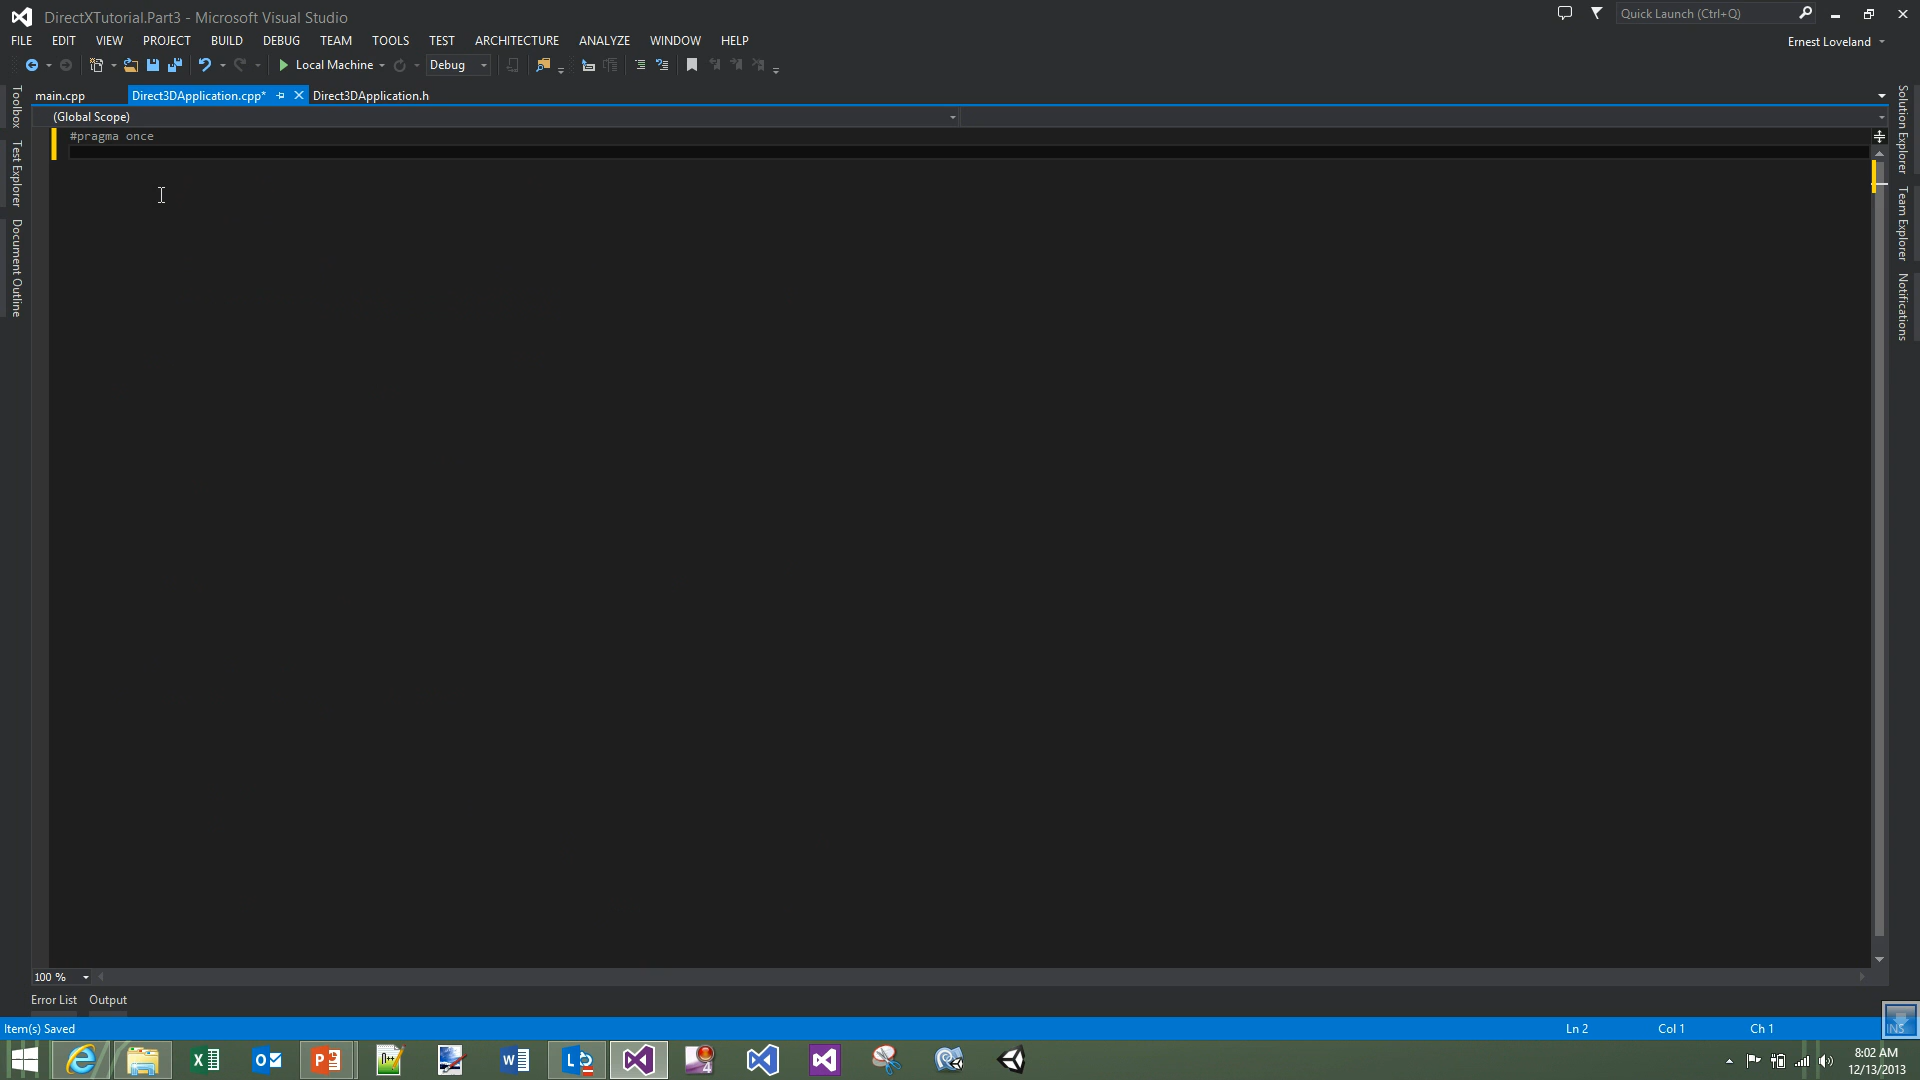 DirectXTutorial.Part3 - Microsoft Visual Studio
Quick Launch (Ctrl+Q)
FILE EDIT VIEW PROJECT BUILD DEBUG TEAM TOOLS TEST ARCHITECTURE ANALYZE WINDOW HELP
Ernest Loveland
Local Machine Debug
main.cpp Direct3DApplication.cpp* Direct3DApplication.h
(Global Scope)
#pragma once
Toolbox
Test Explorer
Document Outline
Solution Explorer
Team Explorer
Notifications
100 %
Error List Output
Item(s) Saved Ln 2 Col 1 Ch 1 INS
8:02 AM
12/13/2013